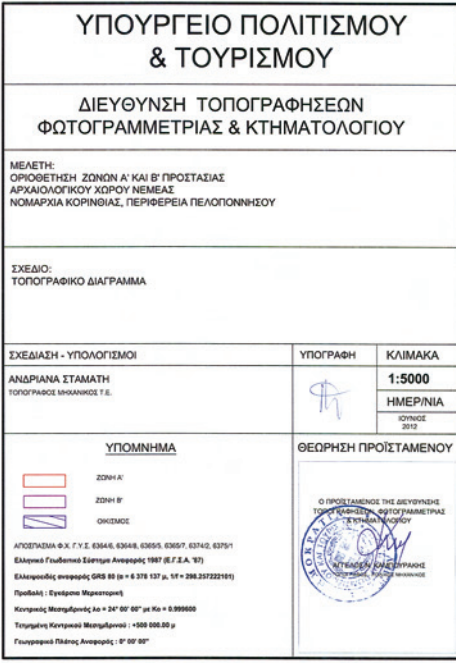 ΥΠΟΥΡΓΕΙΟ ΠΟΛΙΤΙΣΜΟΥ
& ΤΟΥΡΙΣΜΟΥ
ΔΙΕΥΘΥΝΣΗ ΤΟΠΟΓΡΑΦΗΣΕΩΝ
ΦΩΤΟΓΡΑΜΜΕΤΡΙΑΣ & ΚΤΗΜΑΤΟΛΟΓΙΟΥ
ΜΕΛΕΤΗ:
ΟΡΙΟΘΕΤΗΣΗ ΖΩΝΩΝ Α' ΚΑΙ Β' ΠΡΟΣΤΑΣΙΑΣ
ΑΡΧΑΙΟΛΟΓΙΚΟΥ ΧΩΡΟΥ ΝΕΜΕΑΣ
ΝΟΜΑΡΧΙΑ ΚΟΡΙΝΘΙΑΣ, ΠΕΡΙΦΕΡΕΙΑ ΠΕΛΟΠΟΝΝΗΣΟΥ
ΣΧΕΔΙΟ:
ΤΟΠΟΓΡΑΦΙΚΟ ΔΙΑΓΡΑΜΜΑ
ΣΧΕΔΙΑΣΗ - ΥΠΟΛΟΓΙΣΜΟΙ
ΥΠΟΓΡΑΦΗ
ΚΛΙΜΑΚΑ
ΑΝΔΡΙΑΝΑ ΣΤΑΜΑΤΗ
ΤΟΠΟΓΡΑΦΟΣ ΜΗΧΑΝΙΚΟΣ Τ.Ε.
1:5000
ΗΜΕΡ/ΝΙΑ
ΙΟΥΝΙΟΣ
2012
ΥΠΟΜΝΗΜΑ
ΖΩΝΗ Α'
ΖΩΝΗ Β'
ΟΙΚΙΣΜΟΣ
ΑΠΟΣΠΑΣΜΑ Φ.Χ. Γ.Υ.Σ. 6364/6, 6364/8, 6365/5, 6365/7, 6374/2, 6375/1
Ελληνικό Γεωδαιτικό Σύστημα Αναφοράς 1987 (Ε.Γ.Σ.Α. '87)
Ελλειψοειδές αναφοράς GRS 80 (α = 6 378 137 μ, 1/f = 298.257222101)
Προβολή : Εγκάρσια Μερκατορική
Κεντρικός Μεσημβρινός λο = 24° 00' 00" με Κο = 0.999600
Τετμημένη Κεντρικού Μεσημβρινού : +500 000.00 μ
Γεωγραφικό Πλάτος Αναφοράς : 0° 00' 00"
ΘΕΩΡΗΣΗ ΠΡΟΪΣΤΑΜΕΝΟΥ
Ο ΠΡΟΪΣΤΑΜΕΝΟΣ ΤΗΣ ΔΙΕΥΘΥΝΣΗΣ
ΤΟΠΟΓΡΑΦΗΣΕΩΝ, ΦΩΤΟΓΡΑΜΜΕΤΡΙΑΣ
& ΚΤΗΜΑΤΟΛΟΓΙΟΥ